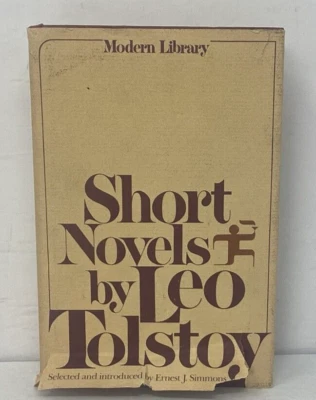 Modern Library
Short
Novels
by Leo
Tolstoy
Selected and introduced by Ernest J. Simmons